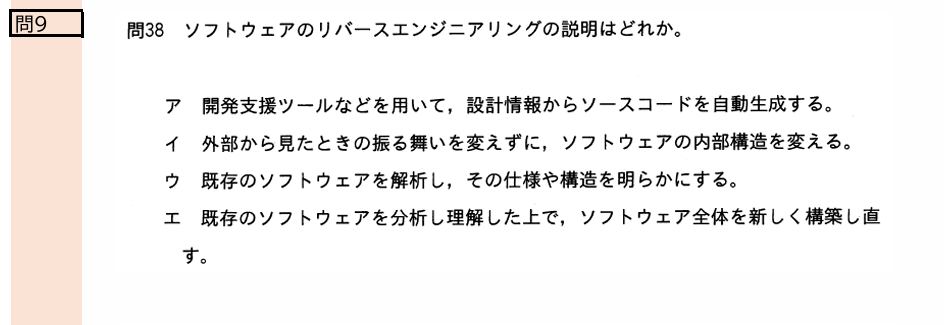 問9
問38 ソフトウェアのリバースエンジニアリングの説明はどれか。
ア 開発支援ツールなどを用いて，設計情報からソースコードを自動生成する。
イ 外部から見たときの振る舞いを変えずに，ソフトウェアの内部構造を変える。
ウ 既存のソフトウェアを解析し，その仕様や構造を明らかにする。
エ 既存のソフトウェアを分析し理解した上で，ソフトウェア全体を新しく構築し直
す。